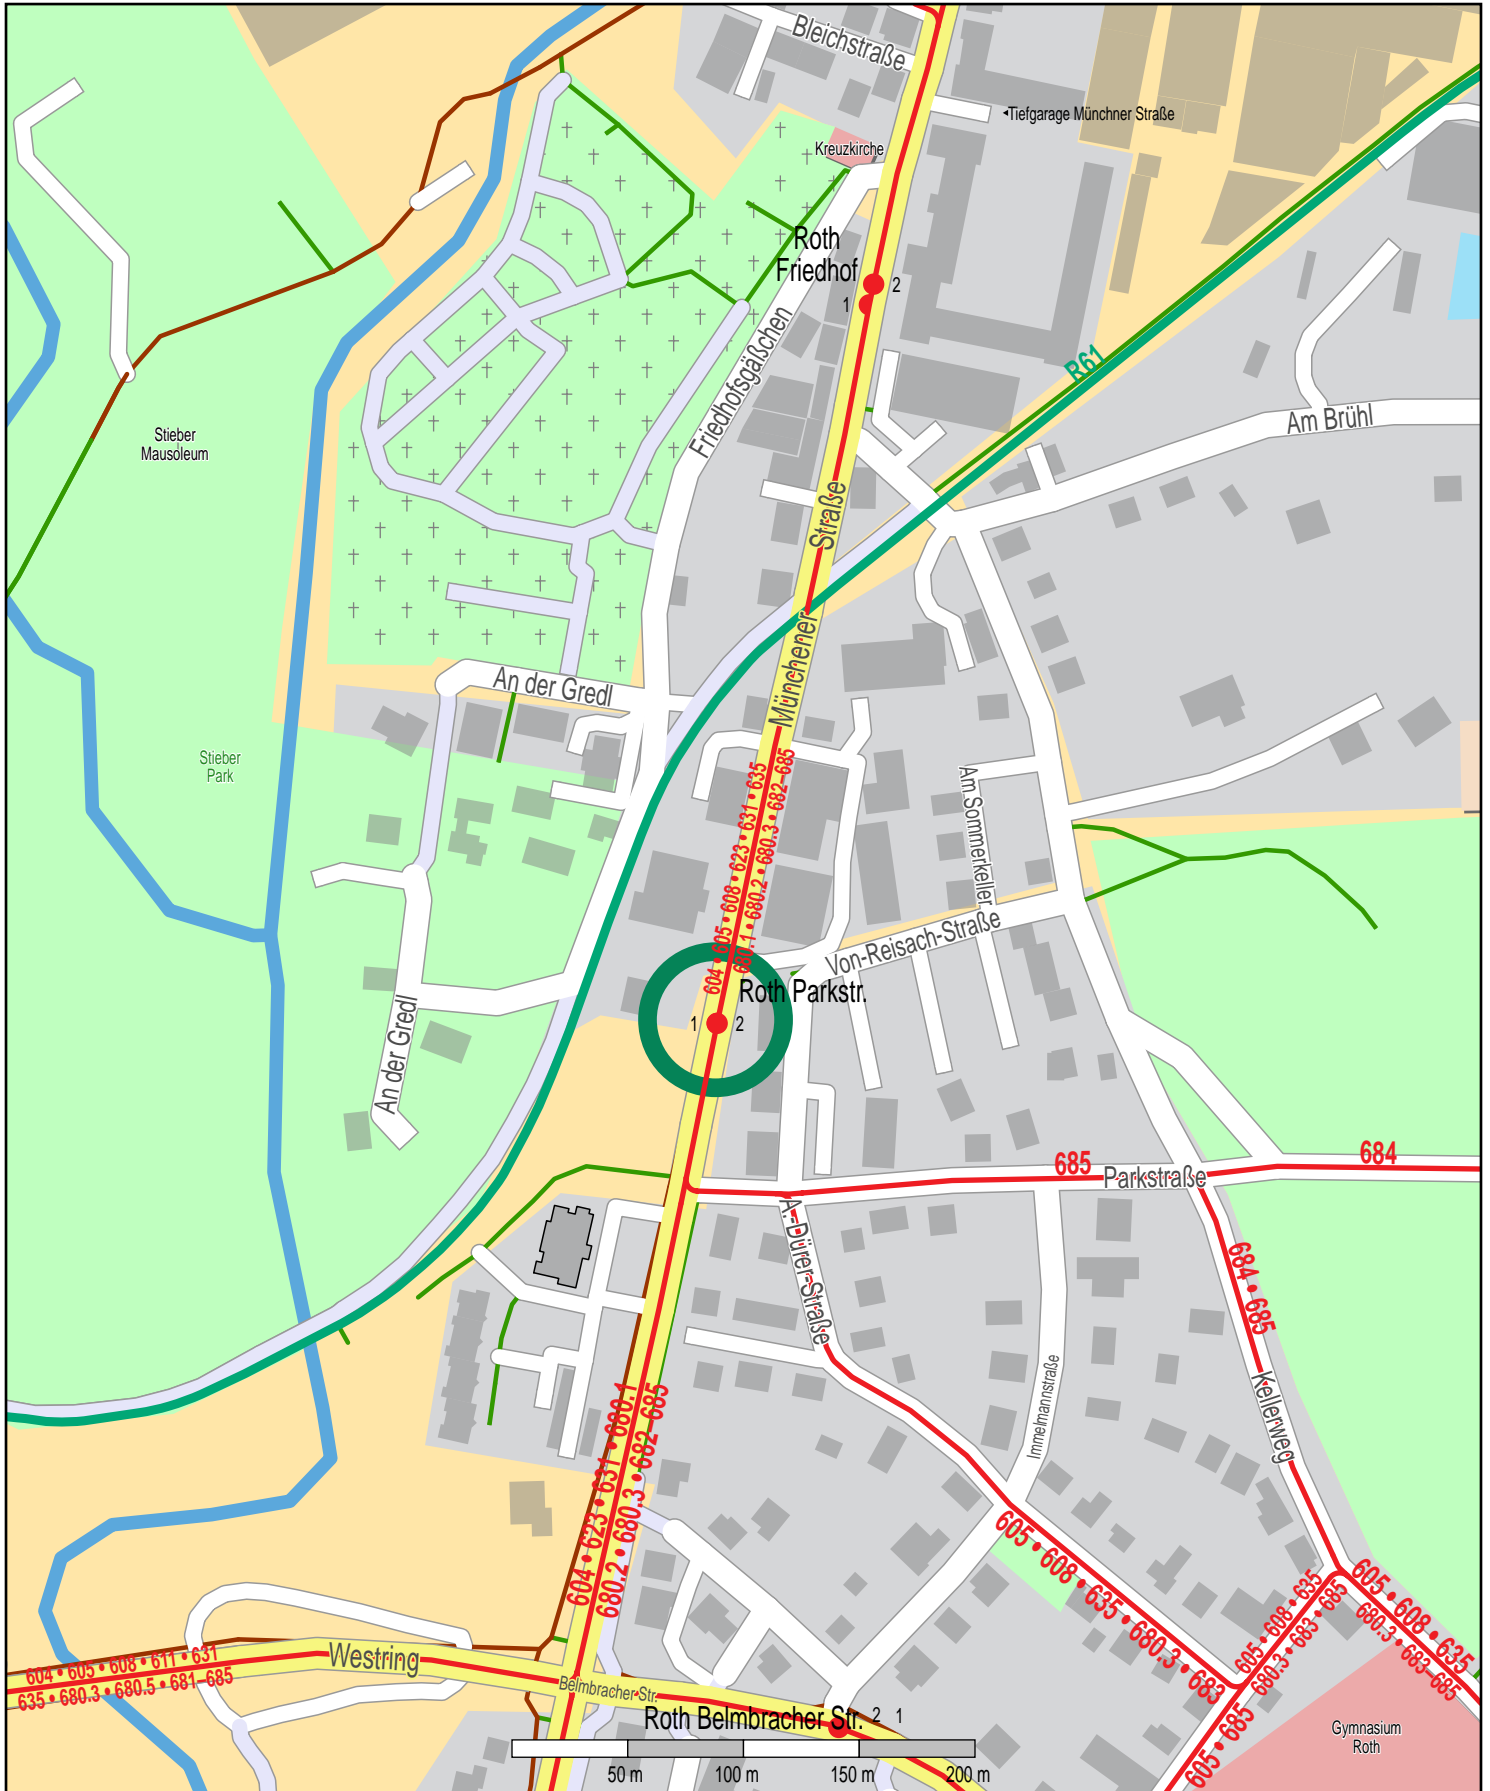 Bleichstraße
Tiefgarage Münchner Straße
Kreuzkirche
Roth
Friedhof
2
1
R61
Friedhofsgäßchen
Am Brühl
Stieber
Mausoleum
Straße
Münchener
An der Gredl
Stieber
Park
604 • 605 • 608 • 623 • 631 • 635
680.1 • 680.2 • 680.3 • 682–685
Am Sommerkeller
Von-Reisach-Straße
Roth Parkstr.
1
2
An der Gredl
685
Parkstraße
684
A.-Dürer-Straße
684 • 685
Immelmannstraße
Kellerweg
604 • 623 • 631 • 680.1
680.2 • 680.3 • 682–685
605 • 608 • 635 • 680.3 • 683
605 • 608 • 635
680.3 • 683 • 685
605 • 608 • 635
680.3 • 683–685
604 • 605 • 608 • 611 • 631
635 • 680.3 • 680.5 • 681–685
Westring
Belmbracher Str.
Roth Belmbracher Str.
2 1
605 • 685
Gymnasium
Roth
50 m
100 m
150 m
200 m